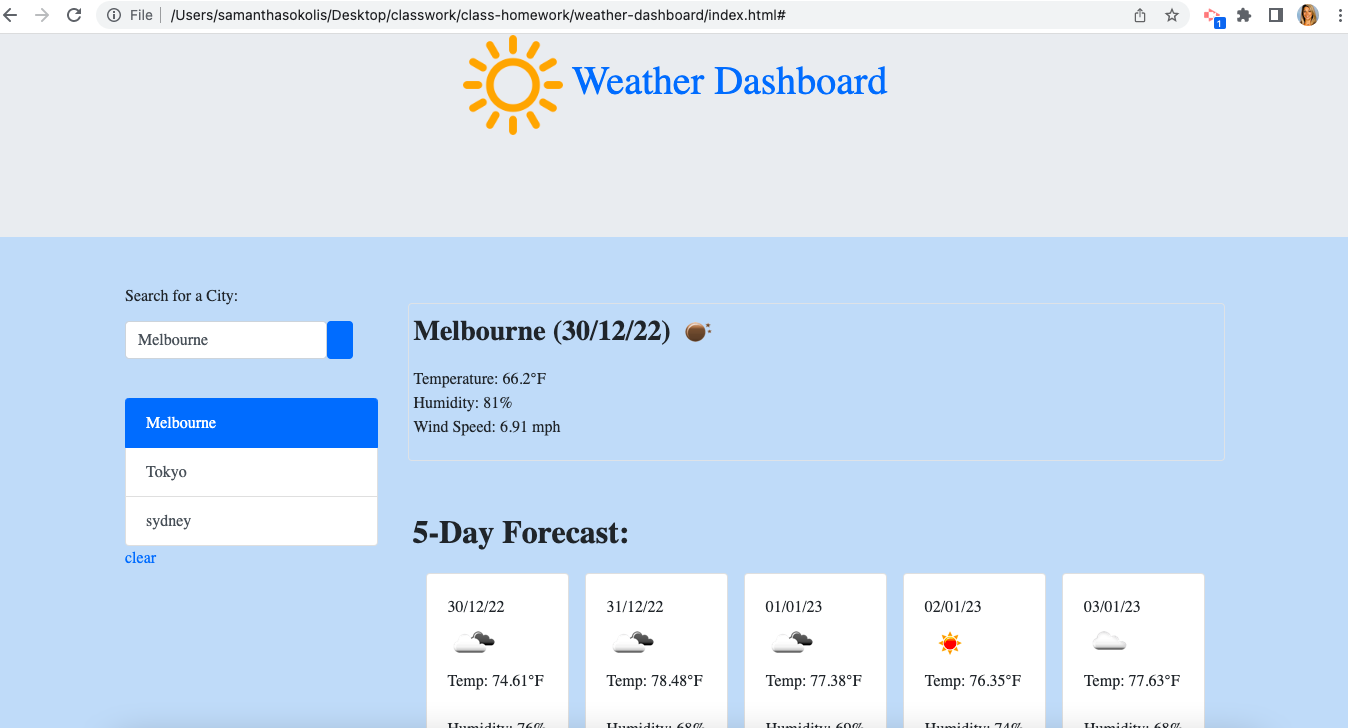 File /Users/samanthasokolis/Desktop/classwork/class-homework/weather-dashboard/index.html#
1
Weather Dashboard
Search for a City:
Melbourne
Melbourne
Tokyo
sydney
clear
Melbourne (30/12/22)
Temperature: 66.2°F
Humidity: 81%
Wind Speed: 6.91 mph
5-Day Forecast:
30/12/22 31/12/22 01/01/23 02/01/23 03/01/23
Temp: 74.61°F Temp: 78.48°F Temp: 77.38°F Temp: 76.35°F Temp: 77.63°F
Humidity: 76% Humidity: 68% Humidity: 69% Humidity: 74% Humidity: 68%